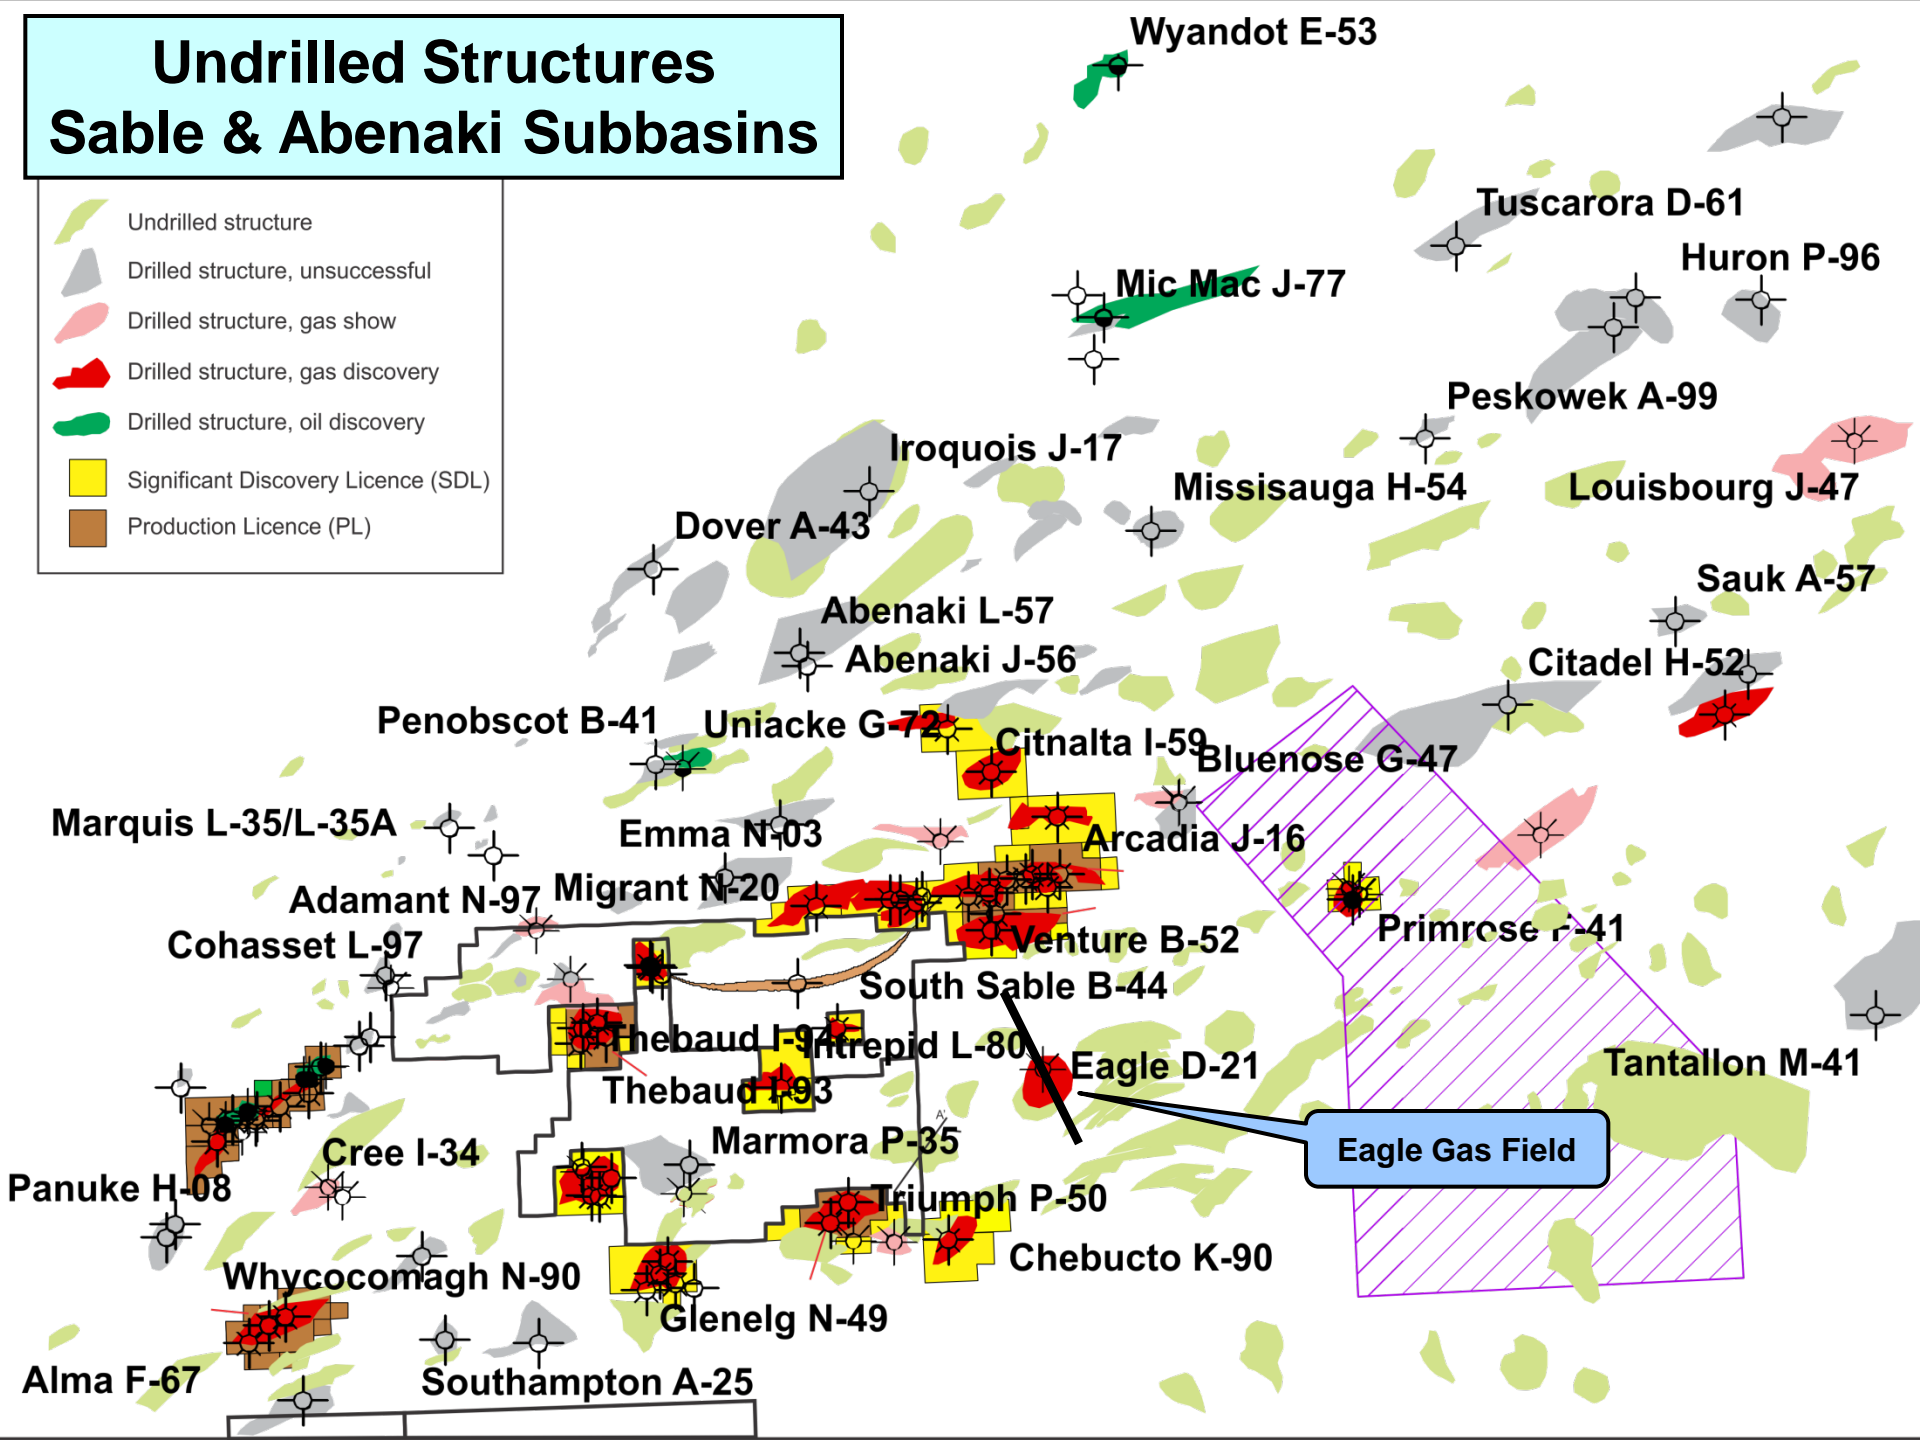 Undrilled Structures
Sable & Abenaki Subbasins
Undrilled structure
Drilled structure, unsuccessful
Drilled structure, gas show
Drilled structure, gas discovery
Drilled structure, oil discovery
Significant Discovery Licence (SDL)
Production Licence (PL)
Wyandot E-53
Tuscarora D-61
Huron P-96
Mic Mac J-77
Peskowek A-99
Iroquois J-17
Missisauga H-54
Louisbourg J-47
Dover A-43
Sauk A-57
Abenaki L-57
Abenaki J-56
Citadel H-52
Penobscot B-41
Uniacke G-72
Citnalta I-59
Bluenose G-47
Marquis L-35/L-35A
Emma N-03
Arcadia J-16
Migrant N-20
Adamant N-97
Primrose F-41
Cohasset L-97
Venture B-52
South Sable B-44
Thebaud I-94
Intrepid L-80
Eagle D-21
Tantallon M-41
Thebaud I-93
A'
Marmora P-35
Eagle Gas Field
Cree I-34
Panuke H-08
Triumph P-50
Chebucto K-90
Whycocomagh N-90
Glenelg N-49
Alma F-67
Southampton A-25